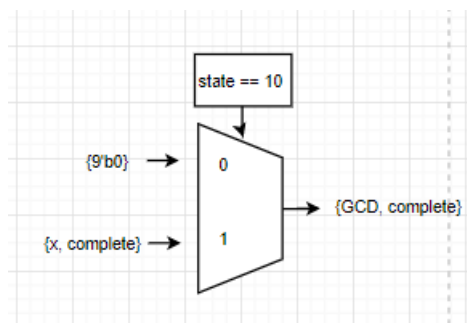 state == 10
{9'b0}
0
{GCD, complete}
{x, complete}
1